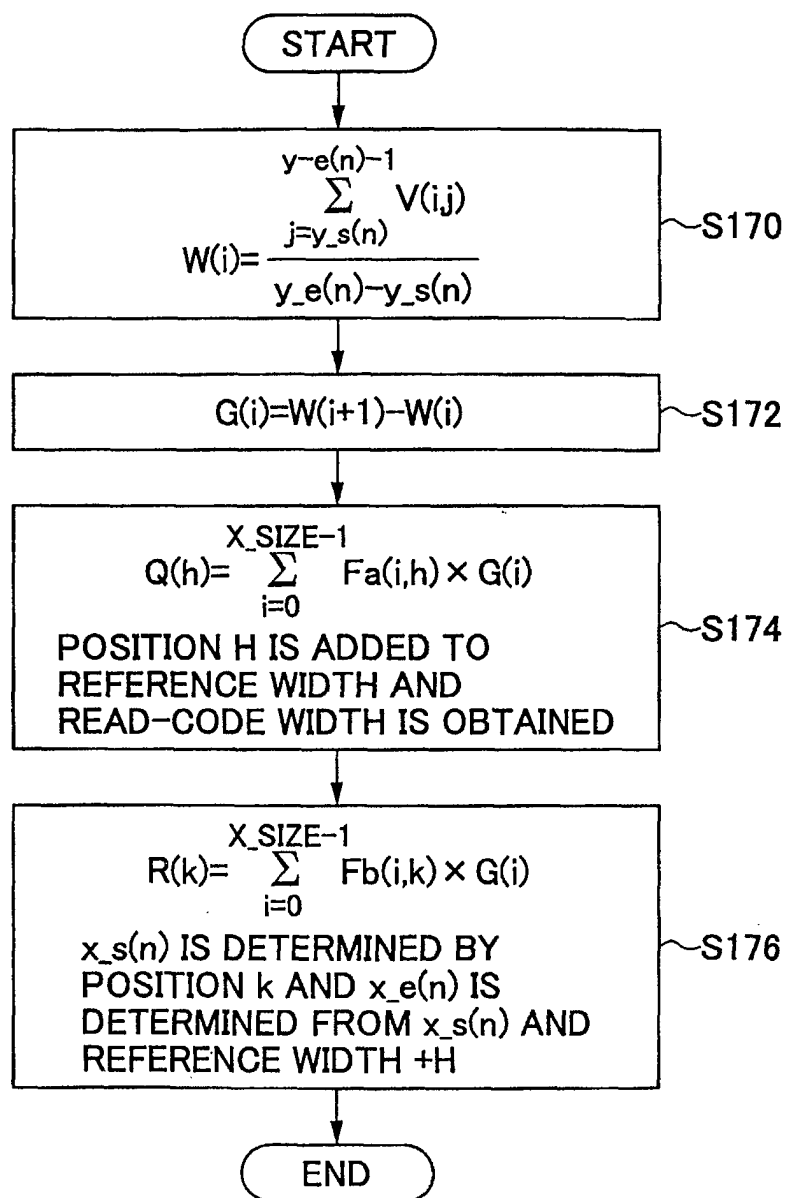 START
y-e(n)-1
Σ V(i,j)
j=y_s(n)
W(i)=
y_e(n)-y_s(n)
S170
G(i)=W(i+1)-W(i)
S172
X_SIZE-1
Q(h)= Σ Fa(i,h) × G(i)
i=0
POSITION H IS ADDED TO
REFERENCE WIDTH AND
READ-CODE WIDTH IS OBTAINED
S174
X_SIZE-1
R(k)= Σ Fb(i,k) × G(i)
i=0
x_s(n) IS DETERMINED BY
POSITION k AND x_e(n) IS
DETERMINED FROM x_s(n) AND
REFERENCE WIDTH +H
S176
END